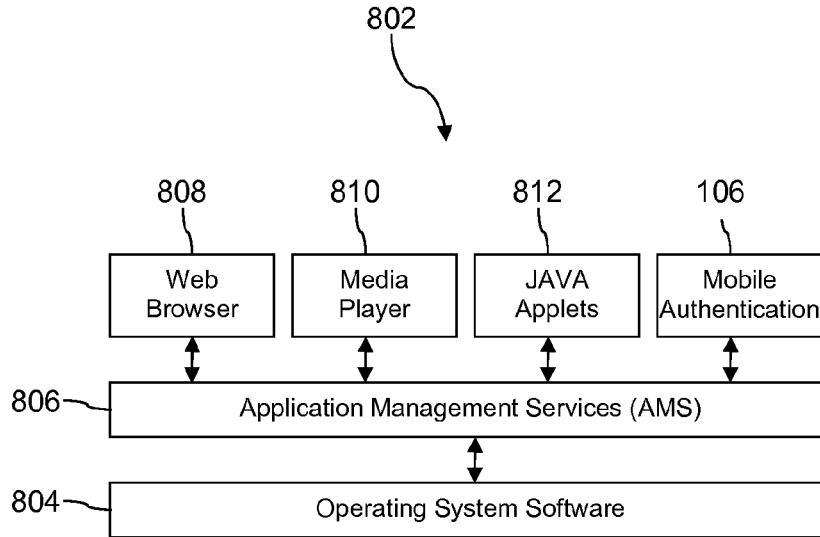 802
808
810
812
106
Web
Browser
Media
Player
JAVA
Applets
Mobile
Authentication
806
Application Management Services (AMS)
804
Operating System Software